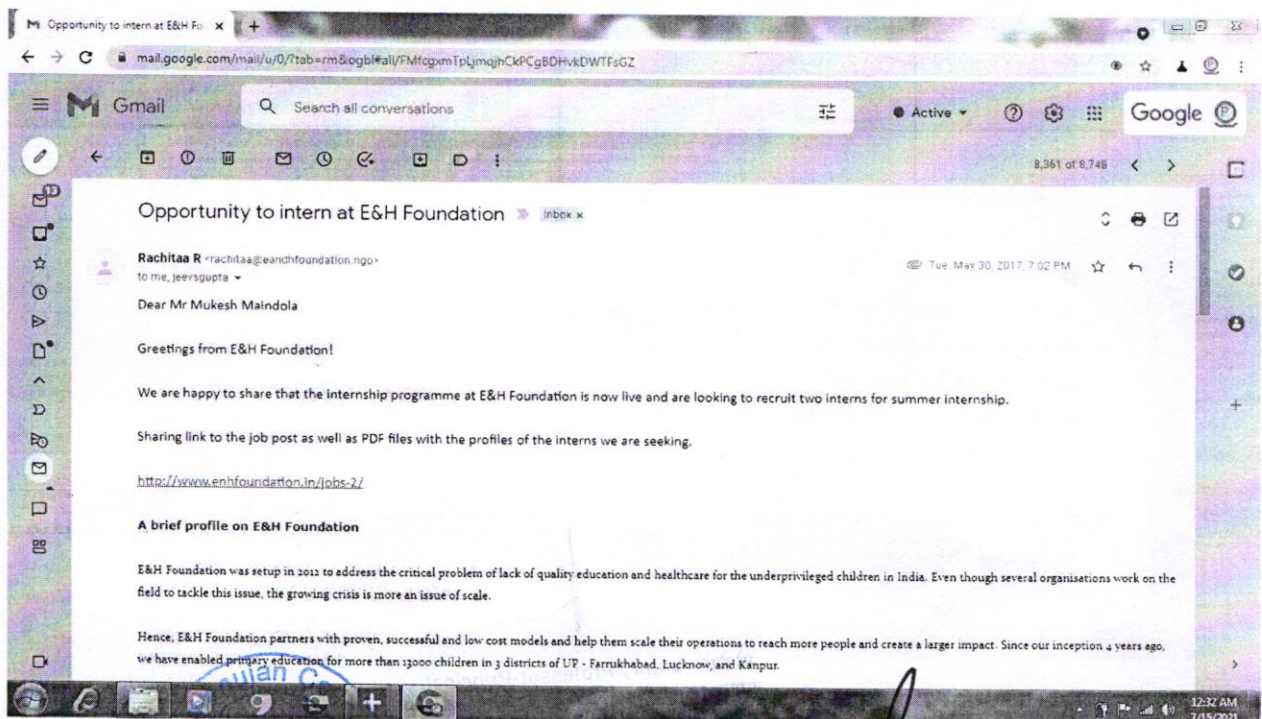 Opportunity to intern at E&H Fo
mail.google.com/mail/u/0/?tab=rm&ogbl#all/FMfcgxmTpLjmqjhCkPCgBDHvkDWTFsGZ
Gmail
Search all conversations
Active
Google
8,361 of 8,748
Opportunity to intern at E&H Foundation
Inbox x
Rachitaa R <rachitaa@eandhfoundation.ngo>
Tue, May 30, 2017, 7:02 PM
to me, jeevsgupta
Dear Mr Mukesh Maindola
Greetings from E&H Foundation!
We are happy to share that the internship programme at E&H Foundation is now live and are looking to recruit two interns for summer internship.
Sharing link to the job post as well as PDF files with the profiles of the interns we are seeking.
http://www.enhfoundation.in/jobs-2/
A brief profile on E&H Foundation
E&H Foundation was setup in 2012 to address the critical problem of lack of quality education and healthcare for the underprivileged children in India. Even though several organisations work on the
field to tackle this issue, the growing crisis is more an issue of scale.
Hence, E&H Foundation partners with proven, successful and low cost models and help them scale their operations to reach more people and create a larger impact. Since our inception 4 years ago,
we have enabled primary education for more than 13000 children in 3 districts of UP - Farrukhabad, Lucknow, and Kanpur.
12:32 AM